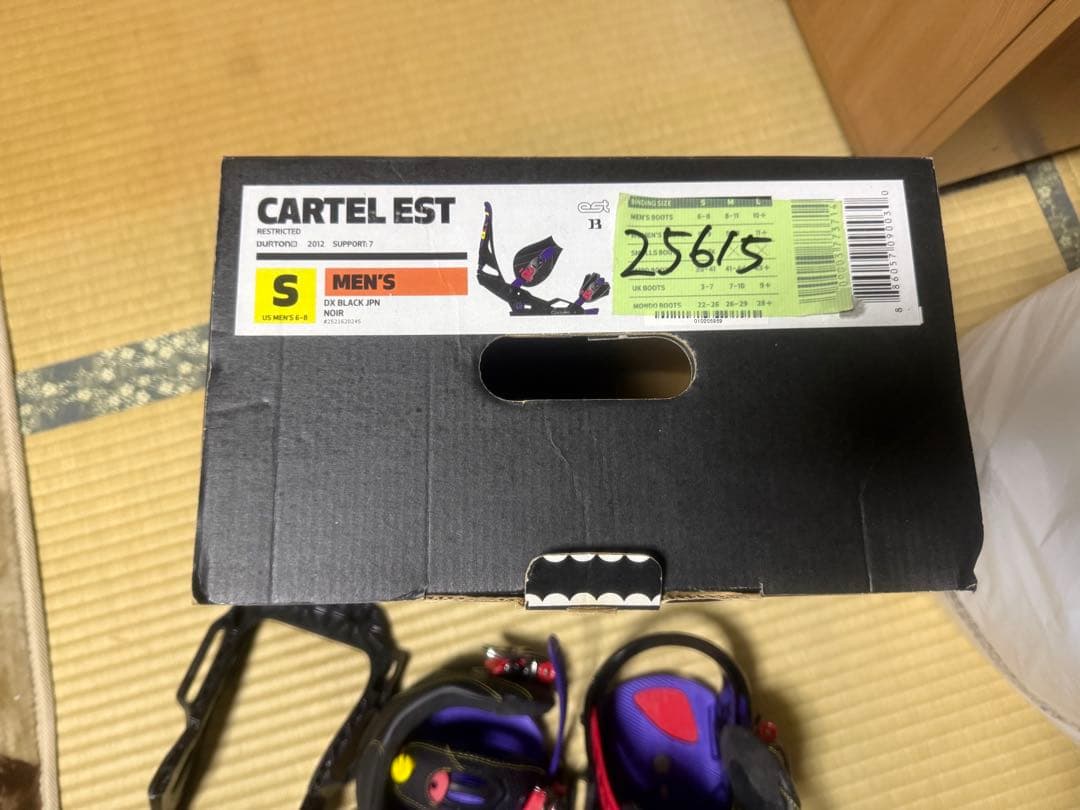 CARTEL EST
RESTRICTED
BURTON 2012 SUPPORT: 7
S
US MEN'S 6-8
MEN'S
DX BLACK JPN
NOIR
est
B
BINDING SIZE S M L
MEN'S BOOTS 6-8 8-11 10+
25615
UK BOOTS 3-7 7-10 9+
MONDO BOOTS 22-26 26-29 28+